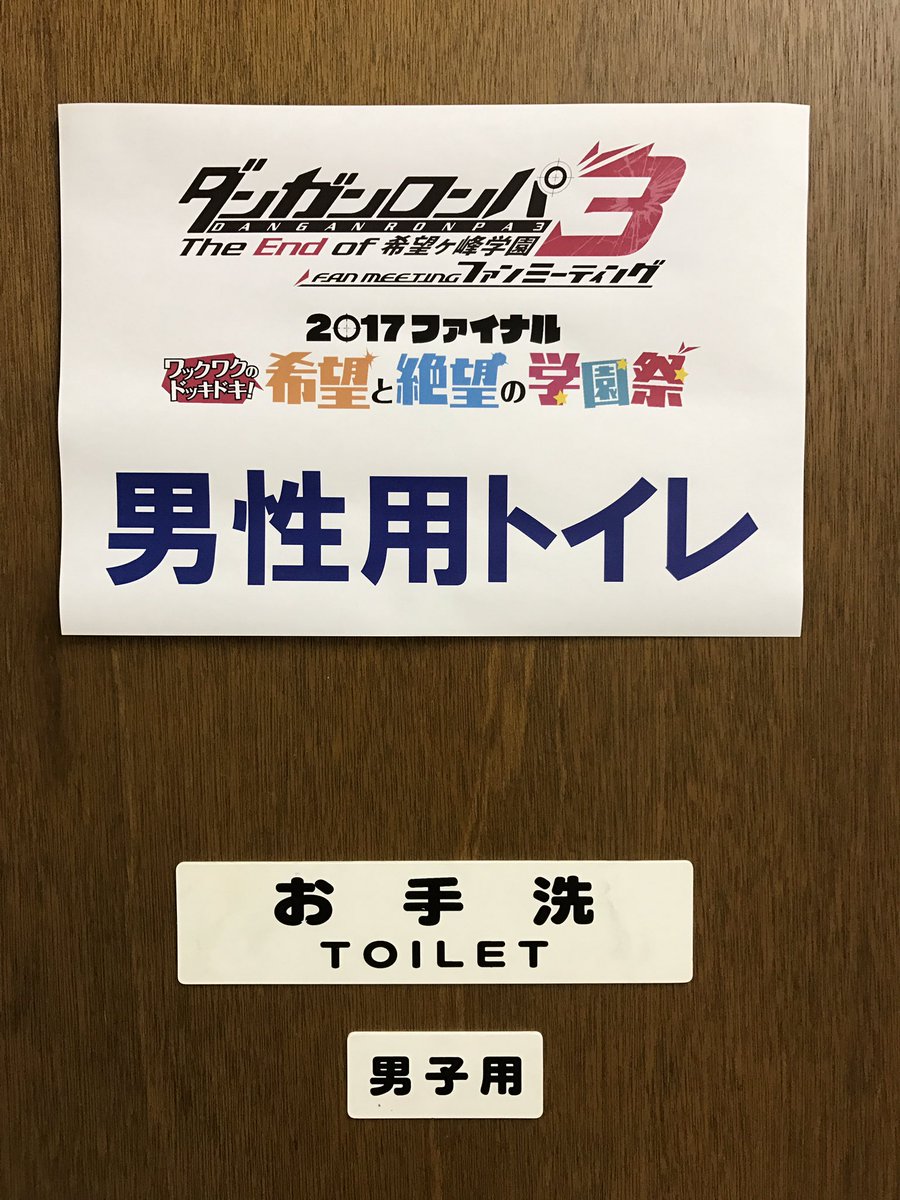 ダンガンロンパ3
DANGANRONPA 3
The End of 希望ヶ峰学園
FAN MEETING ファンミーティング
2017 ファイナル
ワックワクの
ドッキドキ!
希望と絶望の学園祭
男性用トイレ
お手洗
TOILET
男子用